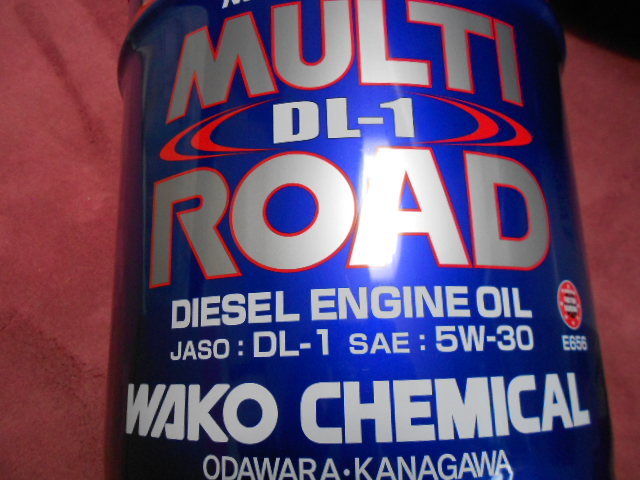 MULTI
DL-1
ROAD
DIESEL ENGINE OIL
JASO : DL-1 SAE : 5W-30
E656
WAKO CHEMICAL
ODAWARA・KANAGAWA